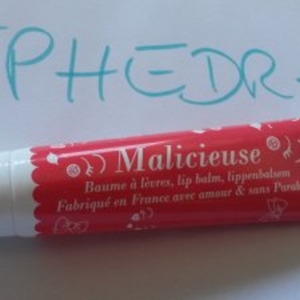 PHEDR
Malicieuse
Baume à lèvres, lip balm, lippenbalsem
Fabriqué en France avec amour & sans